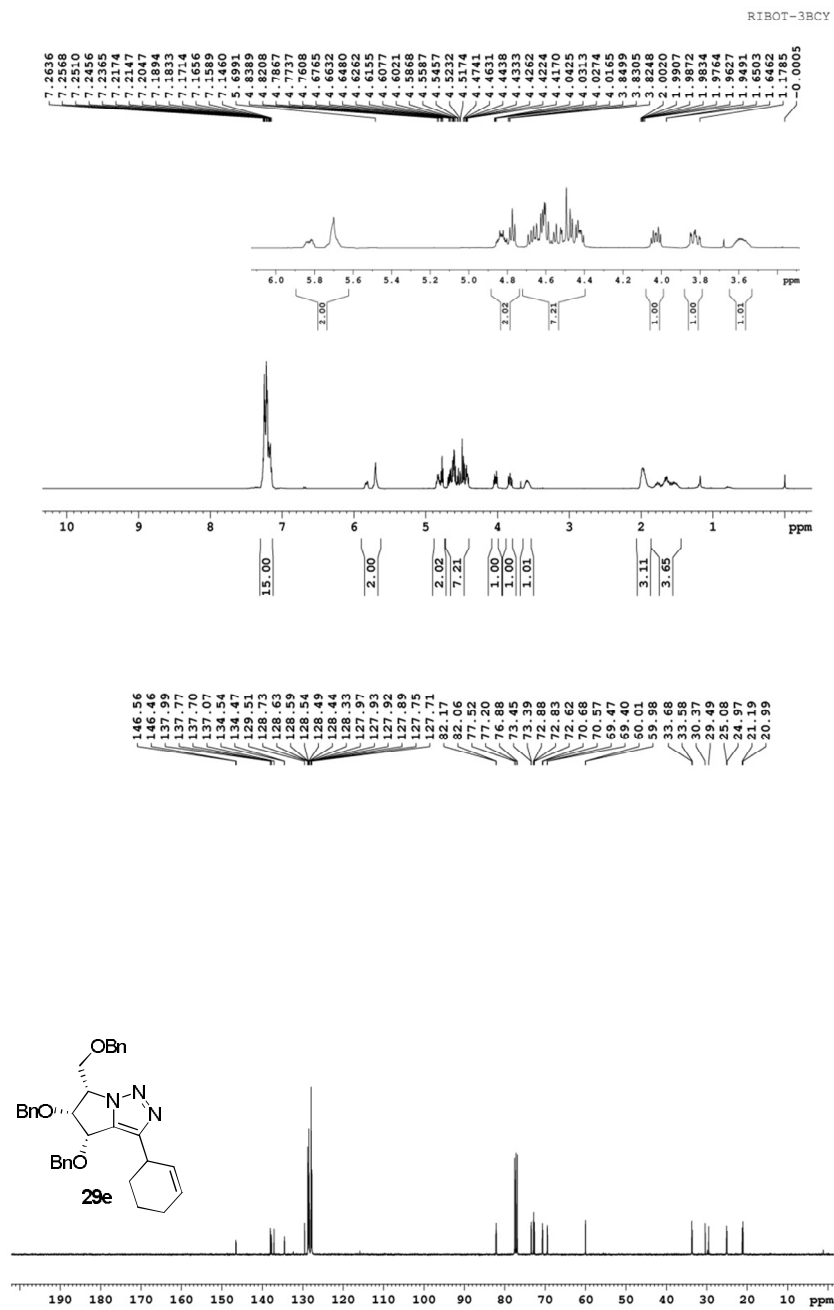 RIBOT-3BCY
7.2636 7.2568 7.2510 7.2456 7.2365 7.2174 7.2147 7.2047 7.1894 7.1833 7.1714 7.1656 7.1589 7.1460 5.6991 4.8389 4.8208 4.7867 4.7737 4.7608 4.6765 4.6632 4.6480 4.6262 4.6155 4.6077 4.6021 4.5868 4.5587 4.5457 4.5232 4.5174 4.4741 4.4631 4.4438 4.4333 4.4262 4.4224 4.4170 4.0425 4.0313 4.0274 4.0165 3.8499 3.8305 3.8248 2.0020 1.9907 1.9872 1.9834 1.9764 1.9627 1.9491 1.6503 1.6462 1.1785 -0.0005
6.0 5.8 5.6 5.4 5.2 5.0 4.8 4.6 4.4 4.2 4.0 3.8 3.6 ppm
2.00 2.02 7.21 1.00 1.00 1.01
10 9 8 7 6 5 4 3 2 1 ppm
15.00 2.00 2.02 7.21 1.00 1.00 1.01 3.11 3.65
146.56 146.46 137.99 137.77 137.70 137.07 134.54 134.47 129.51 128.73 128.63 128.59 128.54 128.49 128.44 128.33 127.97 127.93 127.92 127.89 127.75 127.71 82.17 82.06 77.52 77.20 76.88 73.45 73.39 72.88 72.83 72.62 70.68 70.57 69.47 69.40 60.01 59.98 33.68 33.58 30.37 29.49 25.08 24.97 21.19 20.99
OBn
N
N
BnO
N
BnO
29e
190 180 170 160 150 140 130 120 110 100 90 80 70 60 50 40 30 20 10 ppm